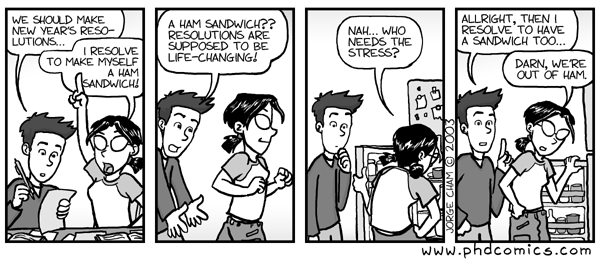 WE SHOULD MAKE
NEW YEAR'S RESO-
LUTIONS...
I RESOLVE
TO MAKE MYSELF
A HAM
SANDWICH!
A HAM SANDWICH??
RESOLUTIONS ARE
SUPPOSED TO BE
LIFE-CHANGING!
NAH... WHO
NEEDS THE
STRESS?
JORGE CHAM © 2003
ALLRIGHT, THEN I
RESOLVE TO HAVE
A SANDWICH TOO...
DARN, WE'RE
OUT OF HAM.
www.phdcomics.com